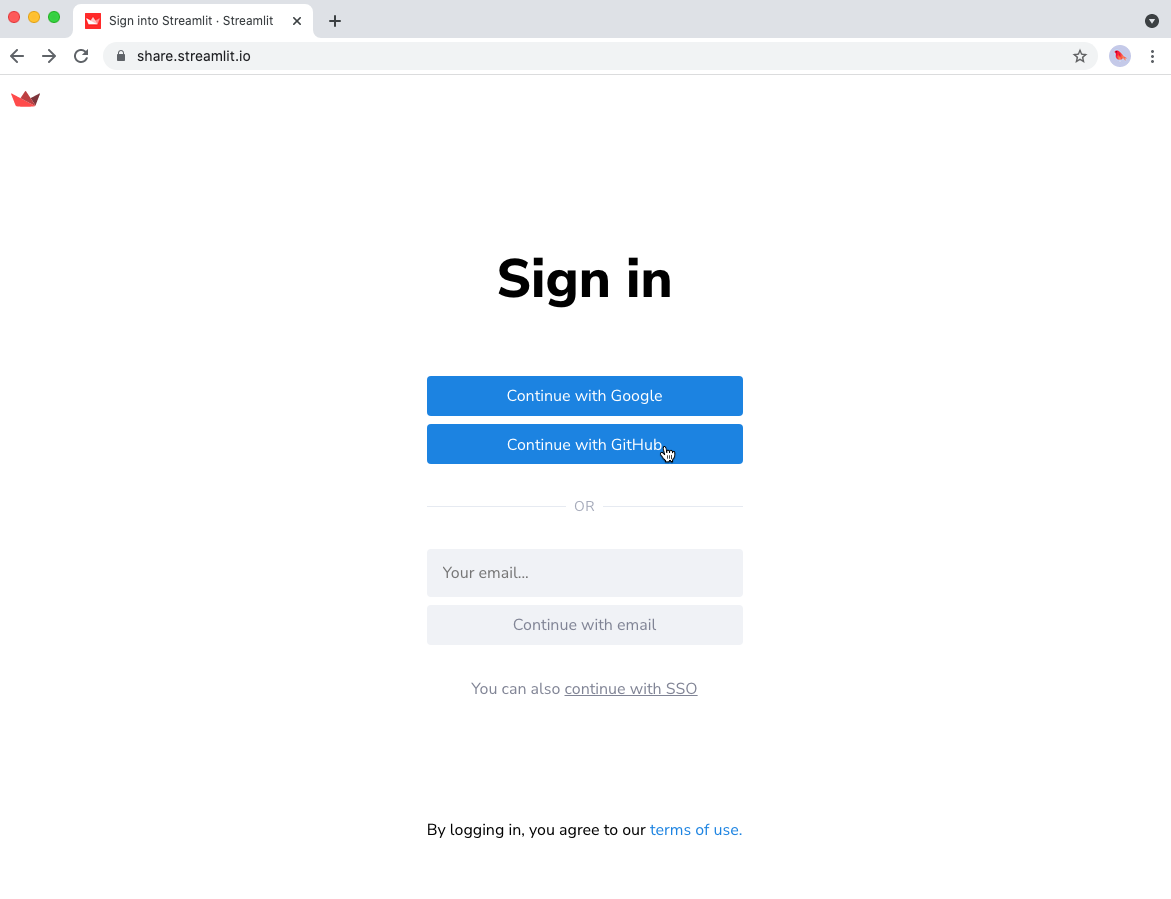 Sign into Streamlit · Streamlit
share.streamlit.io
Sign in
Continue with Google
Continue with GitHub
OR
Your email...
Continue with email
You can also continue with SSO
By logging in, you agree to our terms of use.